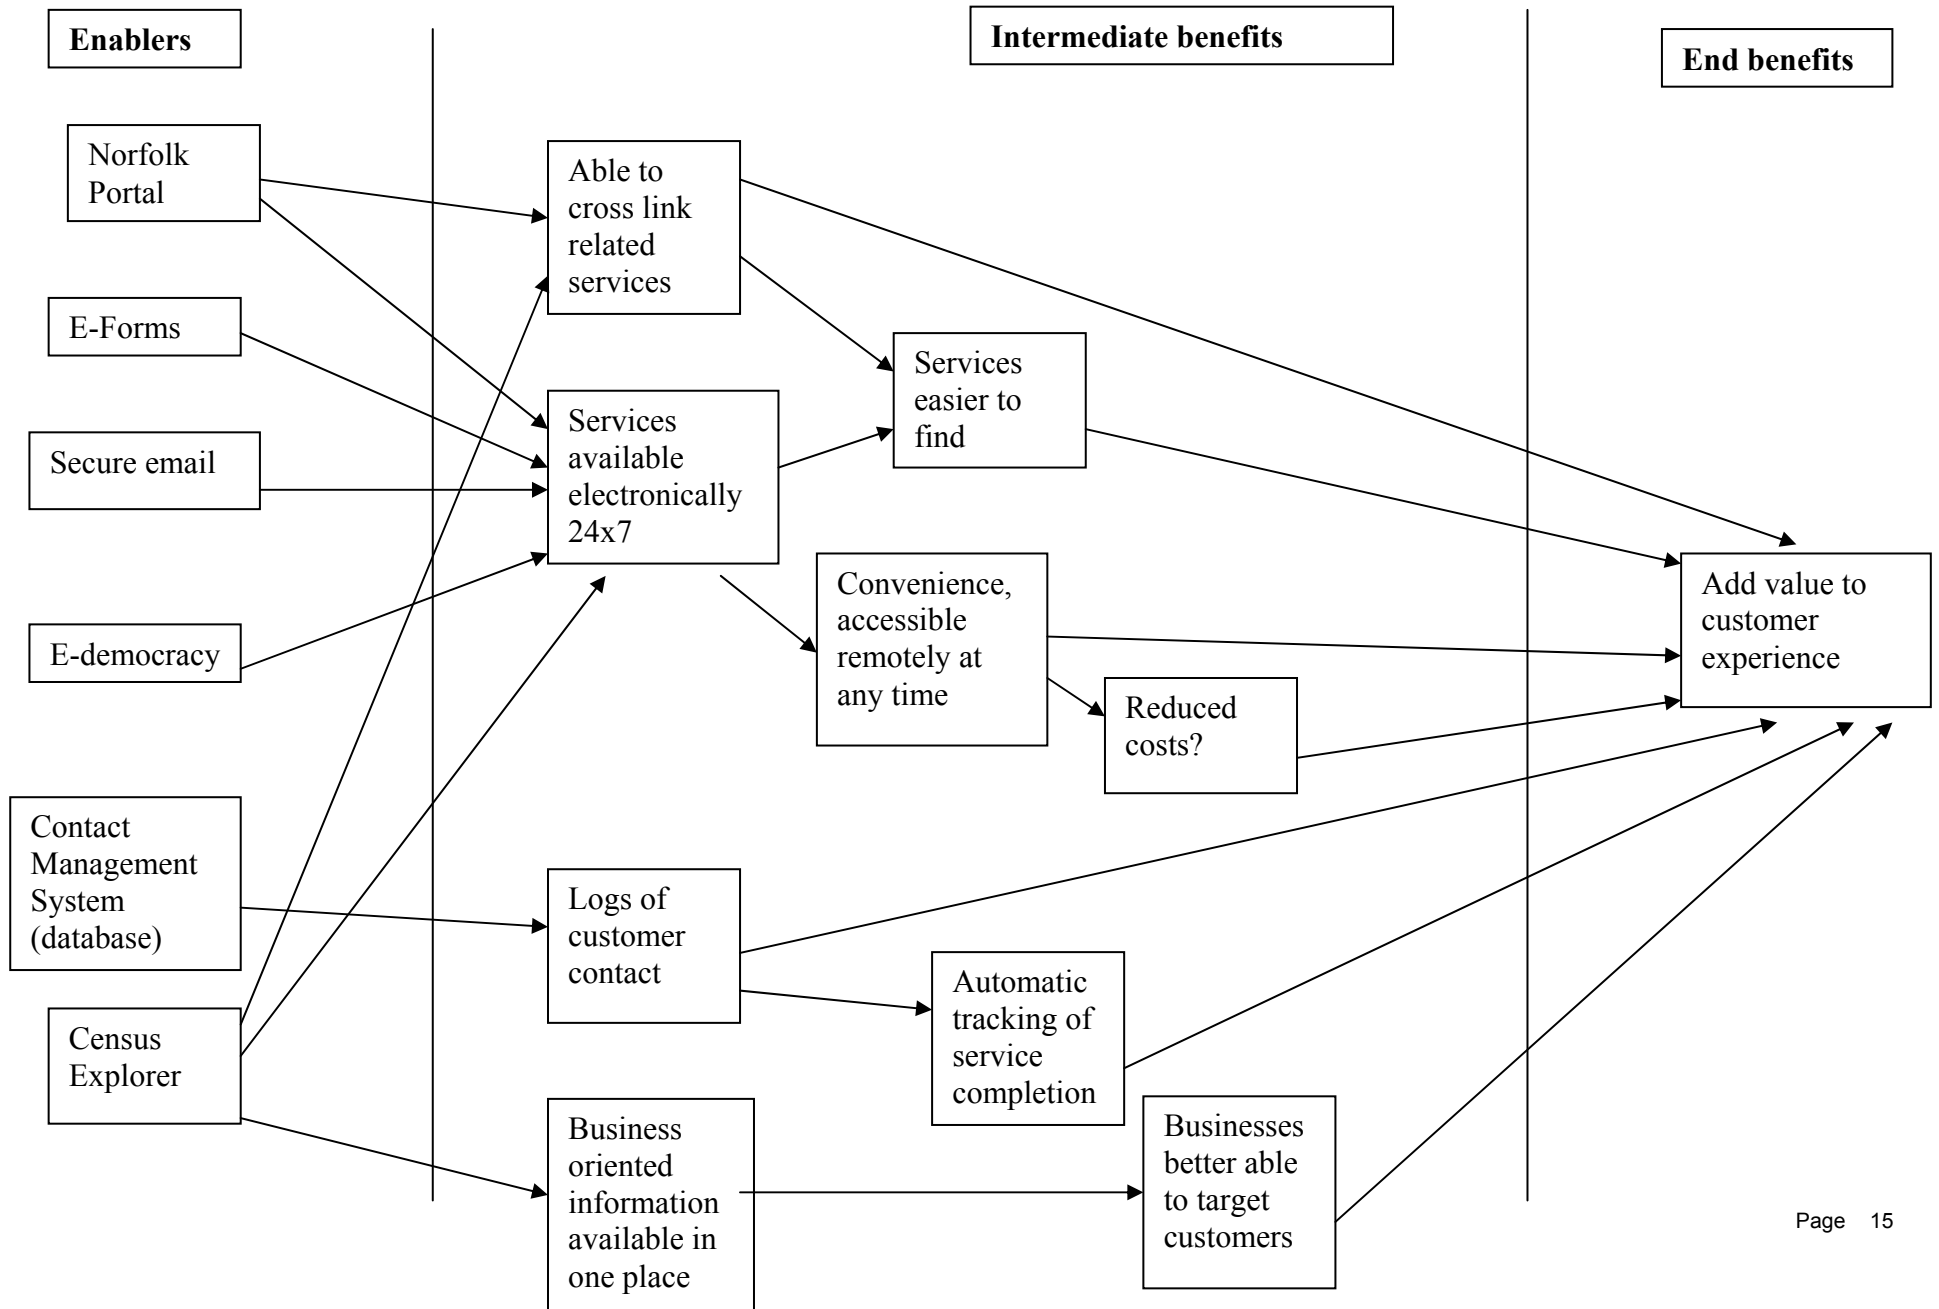 Enablers
Intermediate benefits
End benefits
Norfolk
Portal
Able to
cross link
related
services
E-Forms
Services
easier to
find
Services
available
electronically
24x7
Secure email
Convenience,
accessible
remotely at
any time
Add value to
customer
experience
E-democracy
Reduced
costs?
Contact
Management
System
(database)
Logs of
customer
contact
Automatic
tracking of
service
completion
Census
Explorer
Business
oriented
information
available in
one place
Businesses
better able
to target
customers
Page 15